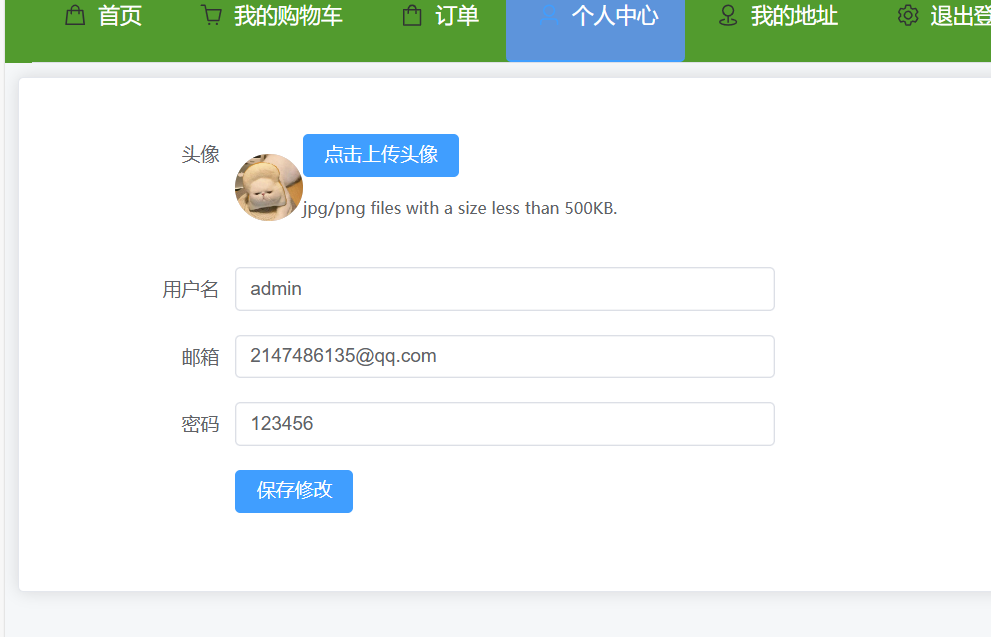 首页 我的购物车 订单 个人中心 我的地址 退出登
头像 点击上传头像
jpg/png files with a size less than 500KB.
用户名 admin
邮箱 2147486135@qq.com
密码 123456
保存修改